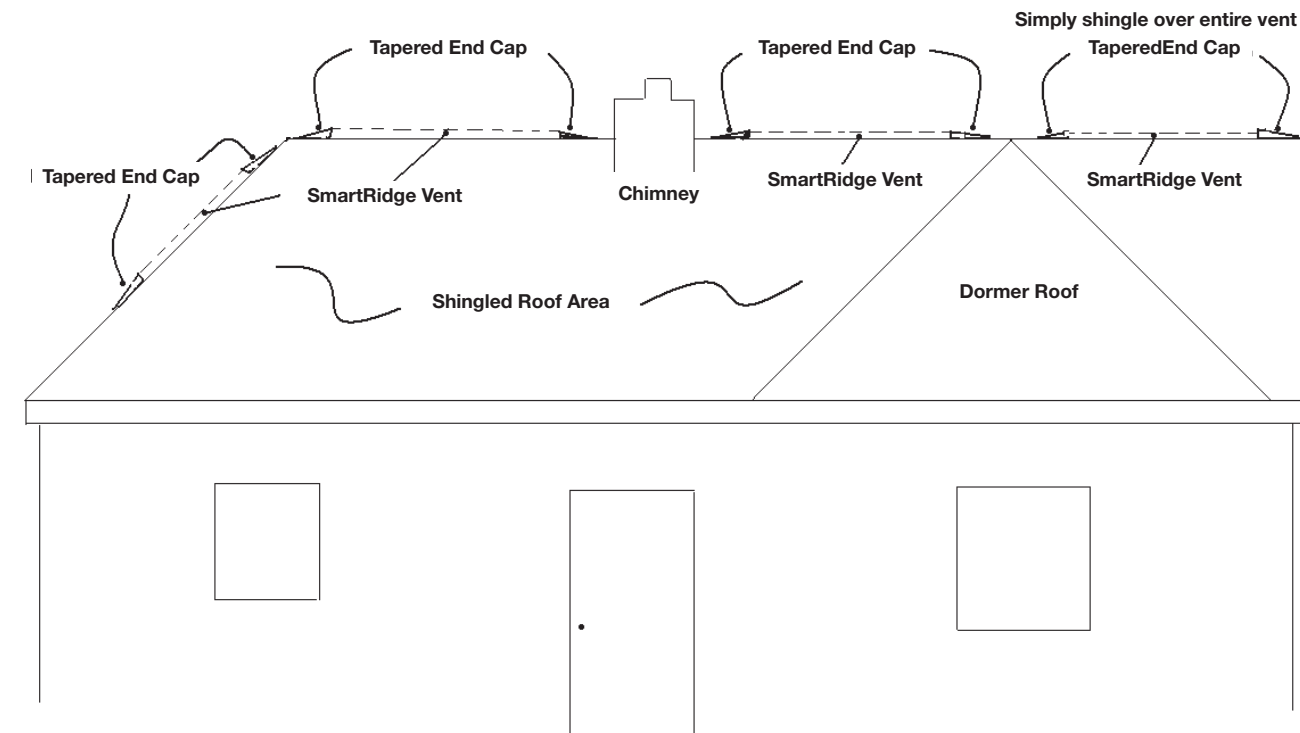 Simply shingle over entire vent
Tapered End Cap
Tapered End Cap
TaperedEnd Cap
Tapered End Cap
SmartRidge Vent
Chimney
SmartRidge Vent
SmartRidge Vent
Shingled Roof Area
Dormer Roof